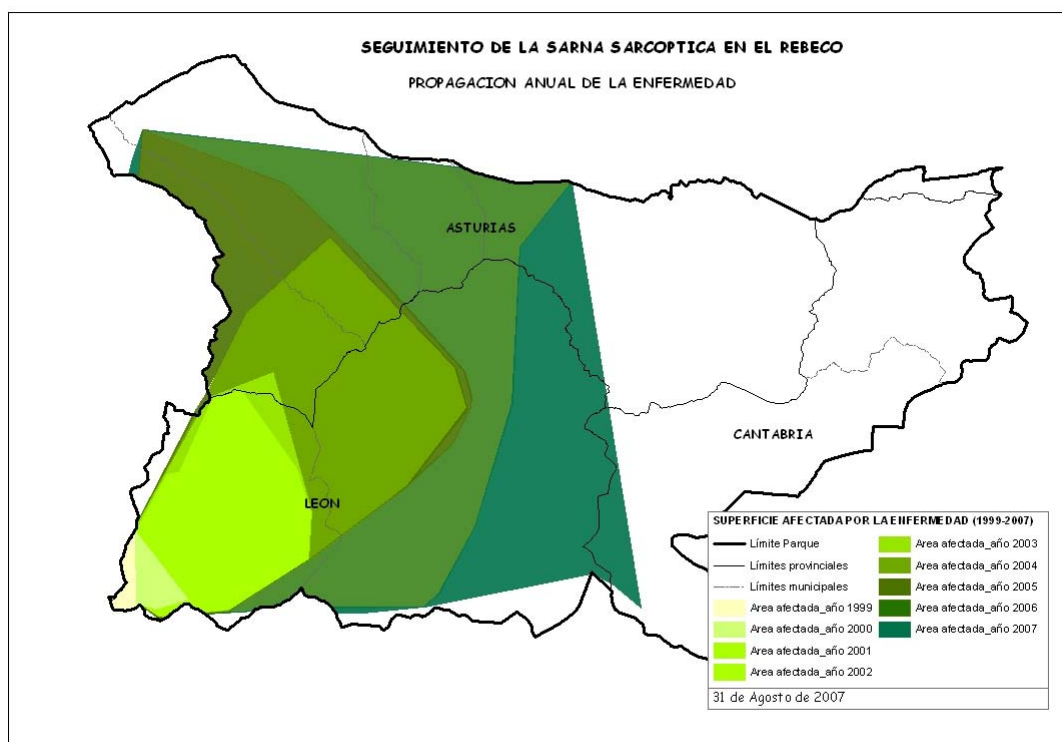 SEGUIMIENTO DE LA SARNA SARCOPTICA EN EL REBECO
PROPAGACION ANUAL DE LA ENFERMEDAD
ASTURIAS
CANTABRIA
LEON
SUPERFICIE AFECTADA POR LA ENFERMEDAD (1999-2007)
Límite Parque
Límites provinciales
Límites municipales
Area afectada_año 1999
Area afectada_año 2000
Area afectada_año 2001
Area afectada_año 2002
Area afectada_año 2003
Area afectada_año 2004
Area afectada_año 2005
Area afectada_año 2006
Area afectada_año 2007
31 de Agosto de 2007